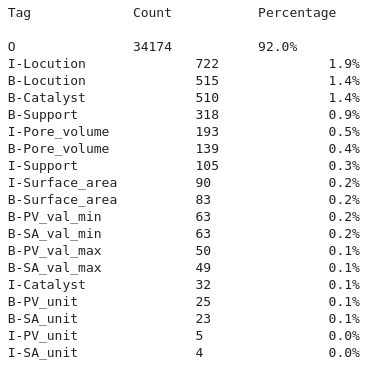 Tag Count Percentage
O 34174 92.0%
I-Locution 722 1.9%
B-Locution 515 1.4%
B-Catalyst 510 1.4%
B-Support 318 0.9%
I-Pore_volume 193 0.5%
B-Pore_volume 139 0.4%
I-Support 105 0.3%
I-Surface_area 90 0.2%
B-Surface_area 83 0.2%
B-PV_val_min 63 0.2%
B-SA_val_min 63 0.2%
B-PV_val_max 50 0.1%
B-SA_val_max 49 0.1%
I-Catalyst 32 0.1%
B-PV_unit 25 0.1%
B-SA_unit 23 0.1%
I-PV_unit 5 0.0%
I-SA_unit 4 0.0%